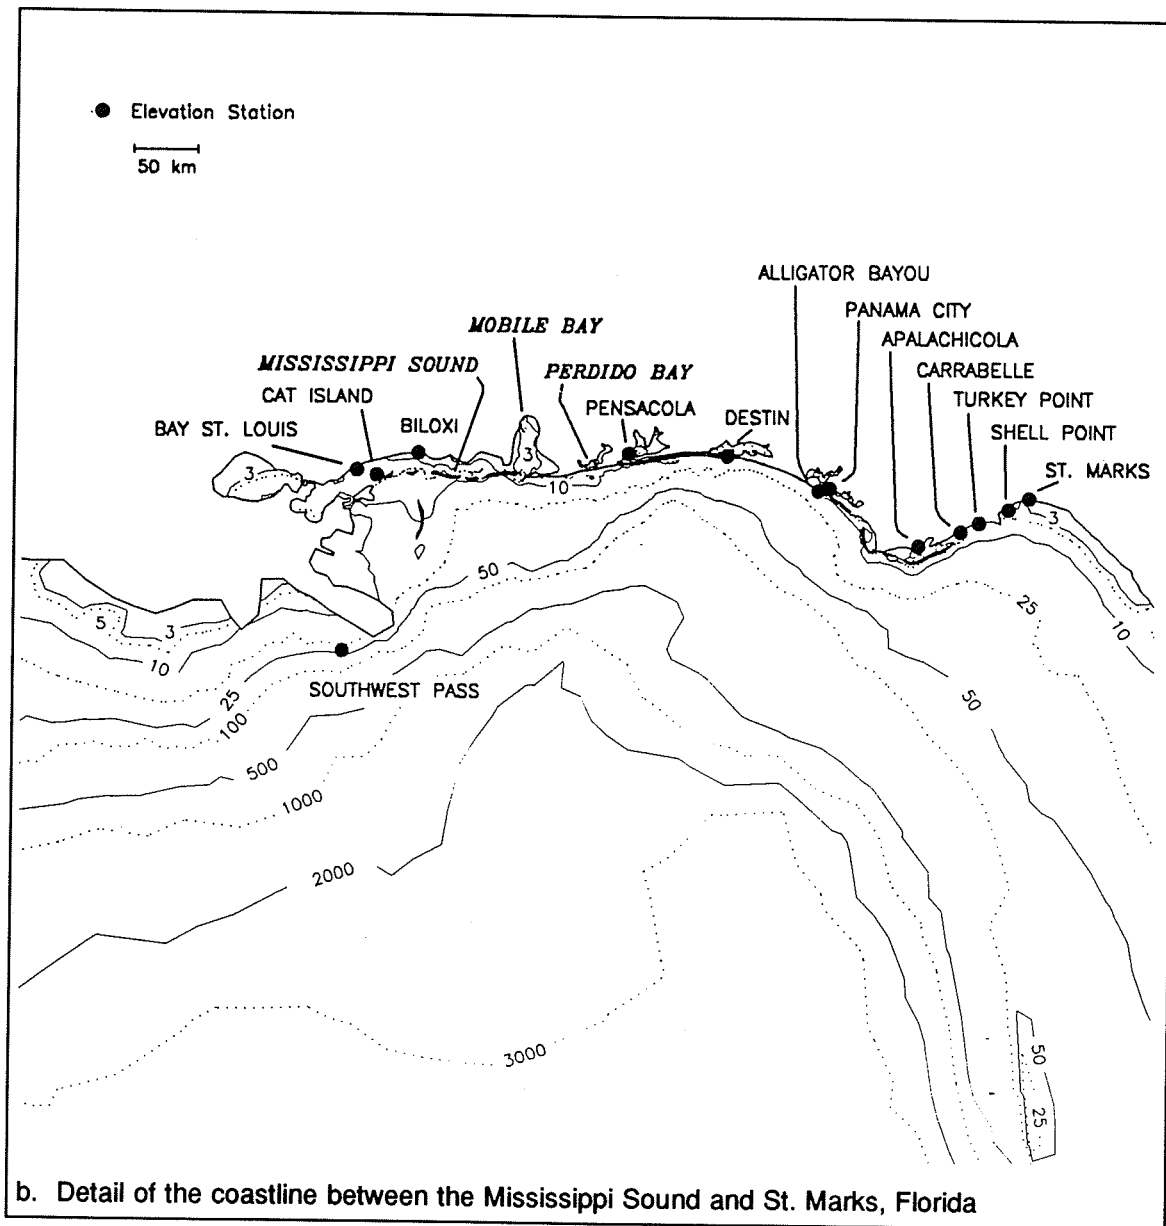 Elevation Station
50 km
ALLIGATOR BAYOU
PANAMA CITY
MOBILE BAY
APALACHICOLA
MISSISSIPPI SOUND
PERDIDO BAY
CARRABELLE
CAT ISLAND
PENSACOLA
TURKEY POINT
BAY ST. LOUIS
BILOXI
DESTIN
SHELL POINT
ST. MARKS
3
3
10
3
50
25
5
3
10
10
SOUTHWEST PASS
25
50
100
500
1000
2000
3000
50
25
b. Detail of the coastline between the Mississippi Sound and St. Marks, Florida